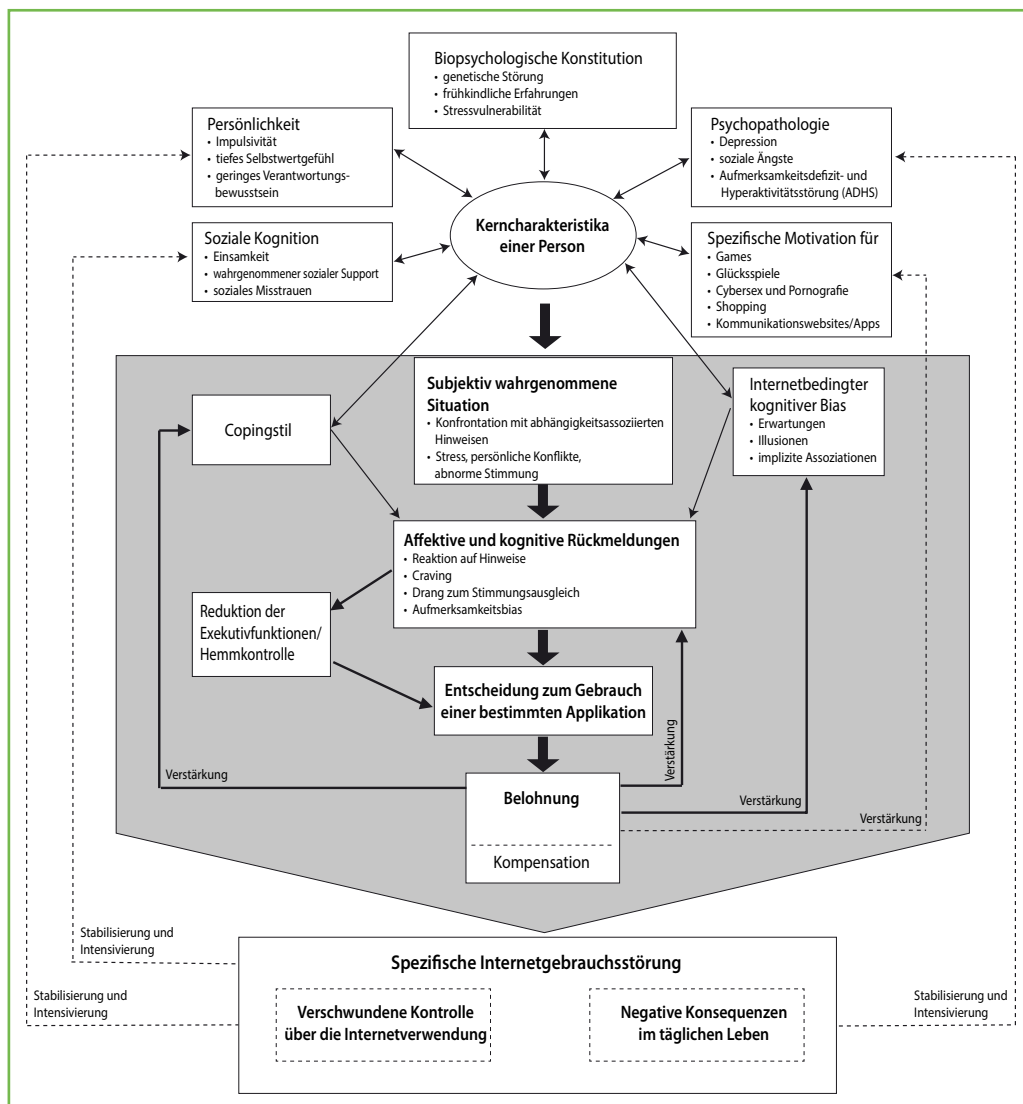 Biopsychologische Konstitution
• genetische Störung
• frühkindliche Erfahrungen
• Stressvulnerabilität
Persönlichkeit
• Impulsivität
• tiefes Selbstwertgefühl
• geringes Verantwortungs-
bewusstsein
Psychopathologie
• Depression
• soziale Ängste
• Aufmerksamkeitsdefizit- und
Hyperaktivitätsstörung (ADHS)
Kerncharakteristika
einer Person
Soziale Kognition
• Einsamkeit
• wahrgenommener sozialer Support
• soziales Misstrauen
Spezifische Motivation für
• Games
• Glücksspiele
• Cybersex und Pornografie
• Shopping
• Kommunikationswebsites/Apps
Subjektiv wahrgenommene
Situation
• Konfrontation mit abhängigkeitsassoziierten
Hinweisen
• Stress, persönliche Konflikte,
abnorme Stimmung
Copingstil
Internetbedingter
kognitiver Bias
• Erwartungen
• Illusionen
• implizite Assoziationen
Affektive und kognitive Rückmeldungen
• Reaktion auf Hinweise
• Craving
• Drang zum Stimmungsausgleich
• Aufmerksamkeitsbias
Reduktion der
Exekutivfunktionen/
Hemmkontrolle
Entscheidung zum Gebrauch
einer bestimmten Applikation
Verstärkung
Verstärkung
Belohnung
Verstärkung
Verstärkung
Kompensation
Stabilisierung und
Intensivierung
Spezifische Internetgebrauchsstörung
Stabilisierung und
Intensivierung
Verschwundene Kontrolle
über die Internetverwendung
Negative Konsequenzen
im täglichen Leben
Stabilisierung und
Intensivierung